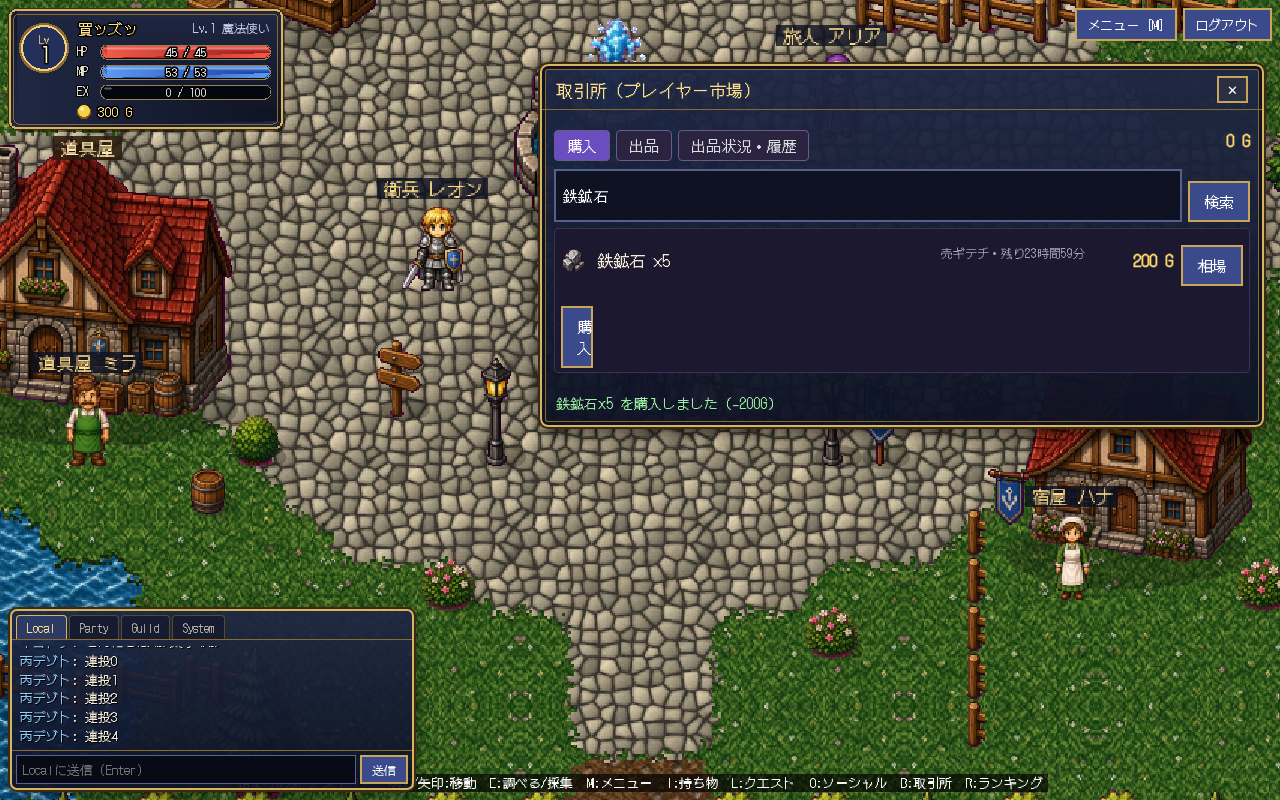 Lv
1
買ッズッ
Lv.1 魔法使い
HP
45 / 45
MP
53 / 53
EX
0 / 100
300 G
旅人 アリア
メニュー [M]
ログアウト
取引所（プレイヤー市場）
×
購入
出品
出品状況・履歴
0 G
鉄鉱石
検索
鉄鉱石 x5
売ギテチ・残り23時間59分
200 G
相場
購
入
鉄鉱石x5 を購入しました（-200G）
道具屋
衛兵 レオン
道具屋 ミラ
宿屋 ハナ
Local
Party
Guild
System
丙デゾト: 連投0
丙デゾト: 連投1
丙デゾト: 連投2
丙デゾト: 連投3
丙デゾト: 連投4
Localに送信（Enter）
送信
矢印:移動 E:調べる/採集 M:メニュー I:持ち物 L:クエスト O:ソーシャル B:取引所 R:ランキング